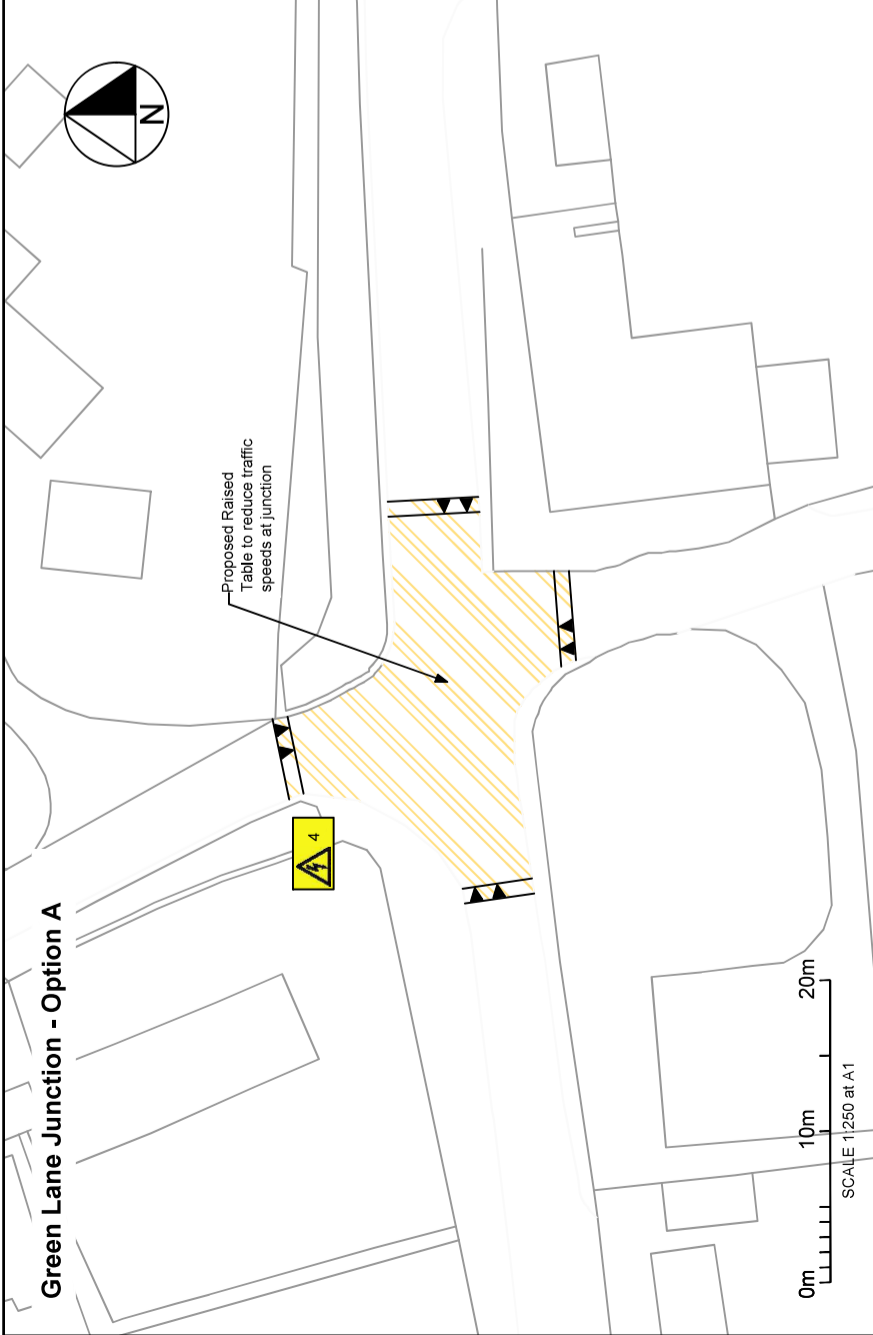 Green Lane Junction - Option A
N
Proposed Raised
Table to reduce traffic
speeds at junction
4
0m 10m 20m
SCALE 1:250 at A1